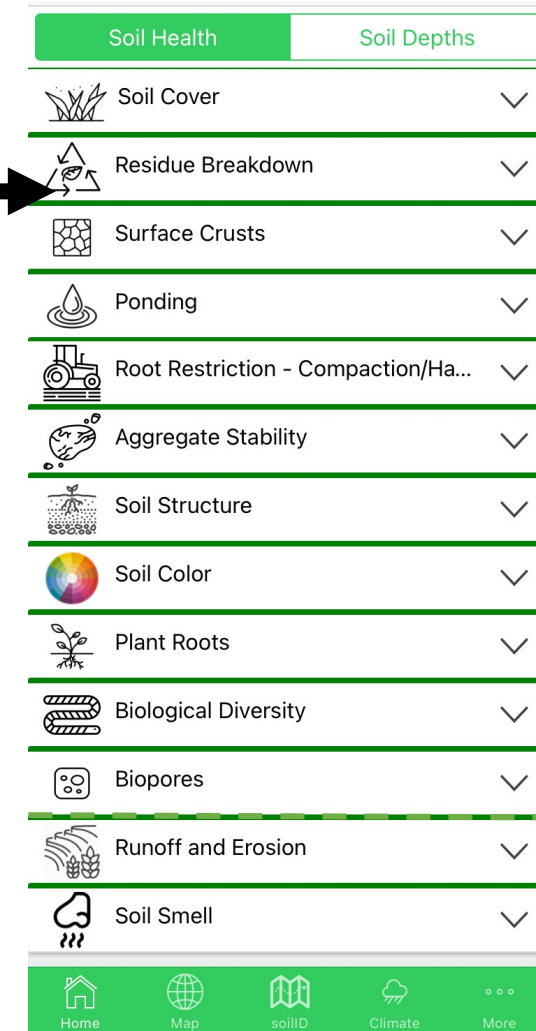 Soil Health
Soil Depths
Soil Cover
Residue Breakdown
Surface Crusts
Ponding
Root Restriction - Compaction/Ha...
Aggregate Stability
Soil Structure
Soil Color
Plant Roots
Biological Diversity
Biopores
Runoff and Erosion
Soil Smell
Home
Map
soilID
Climate
More